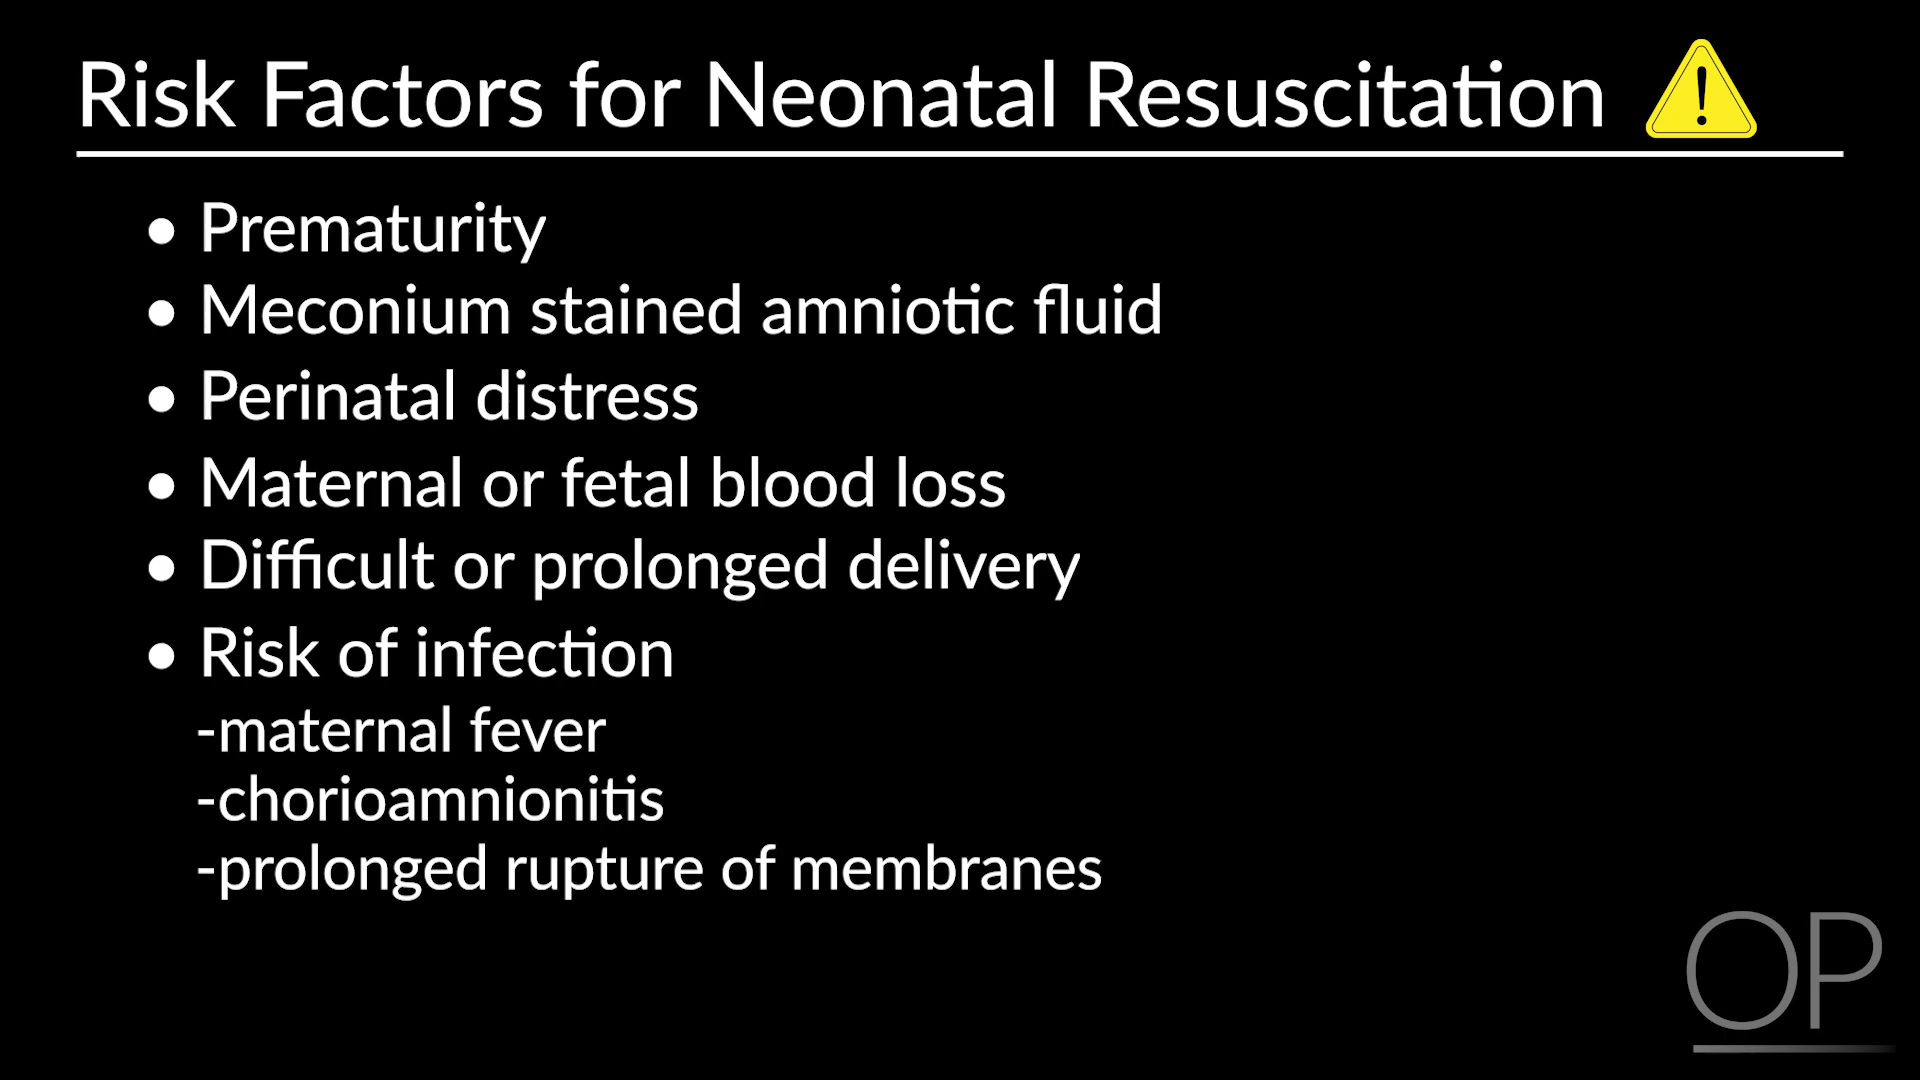 Risk Factors for Neonatal Resuscitation
• Prematurity
• Meconium stained amniotic fluid
• Perinatal distress
• Maternal or fetal blood loss
• Difficult or prolonged delivery
• Risk of infection
-maternal fever
-chorioamnionitis
-prolonged rupture of membranes
OP